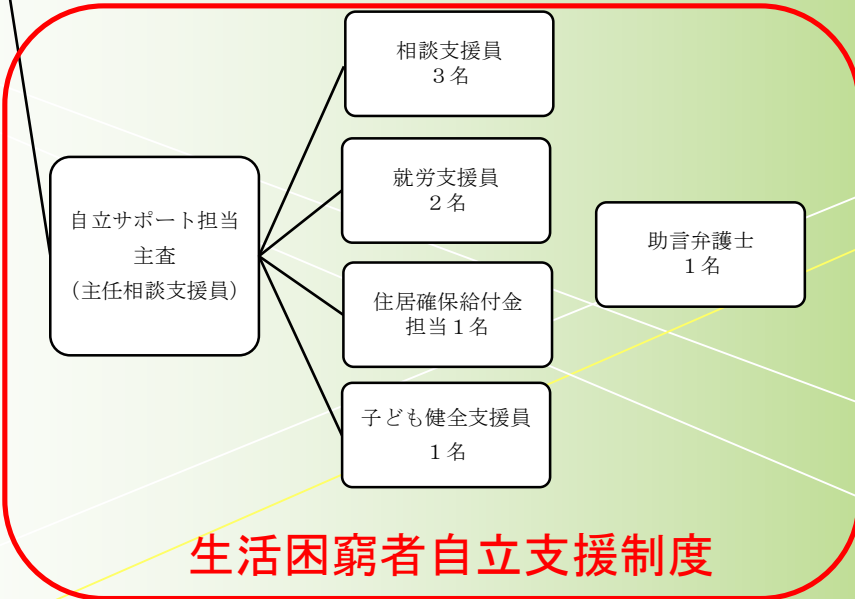 相談支援員
３名
就労支援員
２名
自立サポート担当
主査
（主任相談支援員）
助言弁護士
１名
住居確保給付金
担当１名
子ども健全支援員
１名
生活困窮者自立支援制度